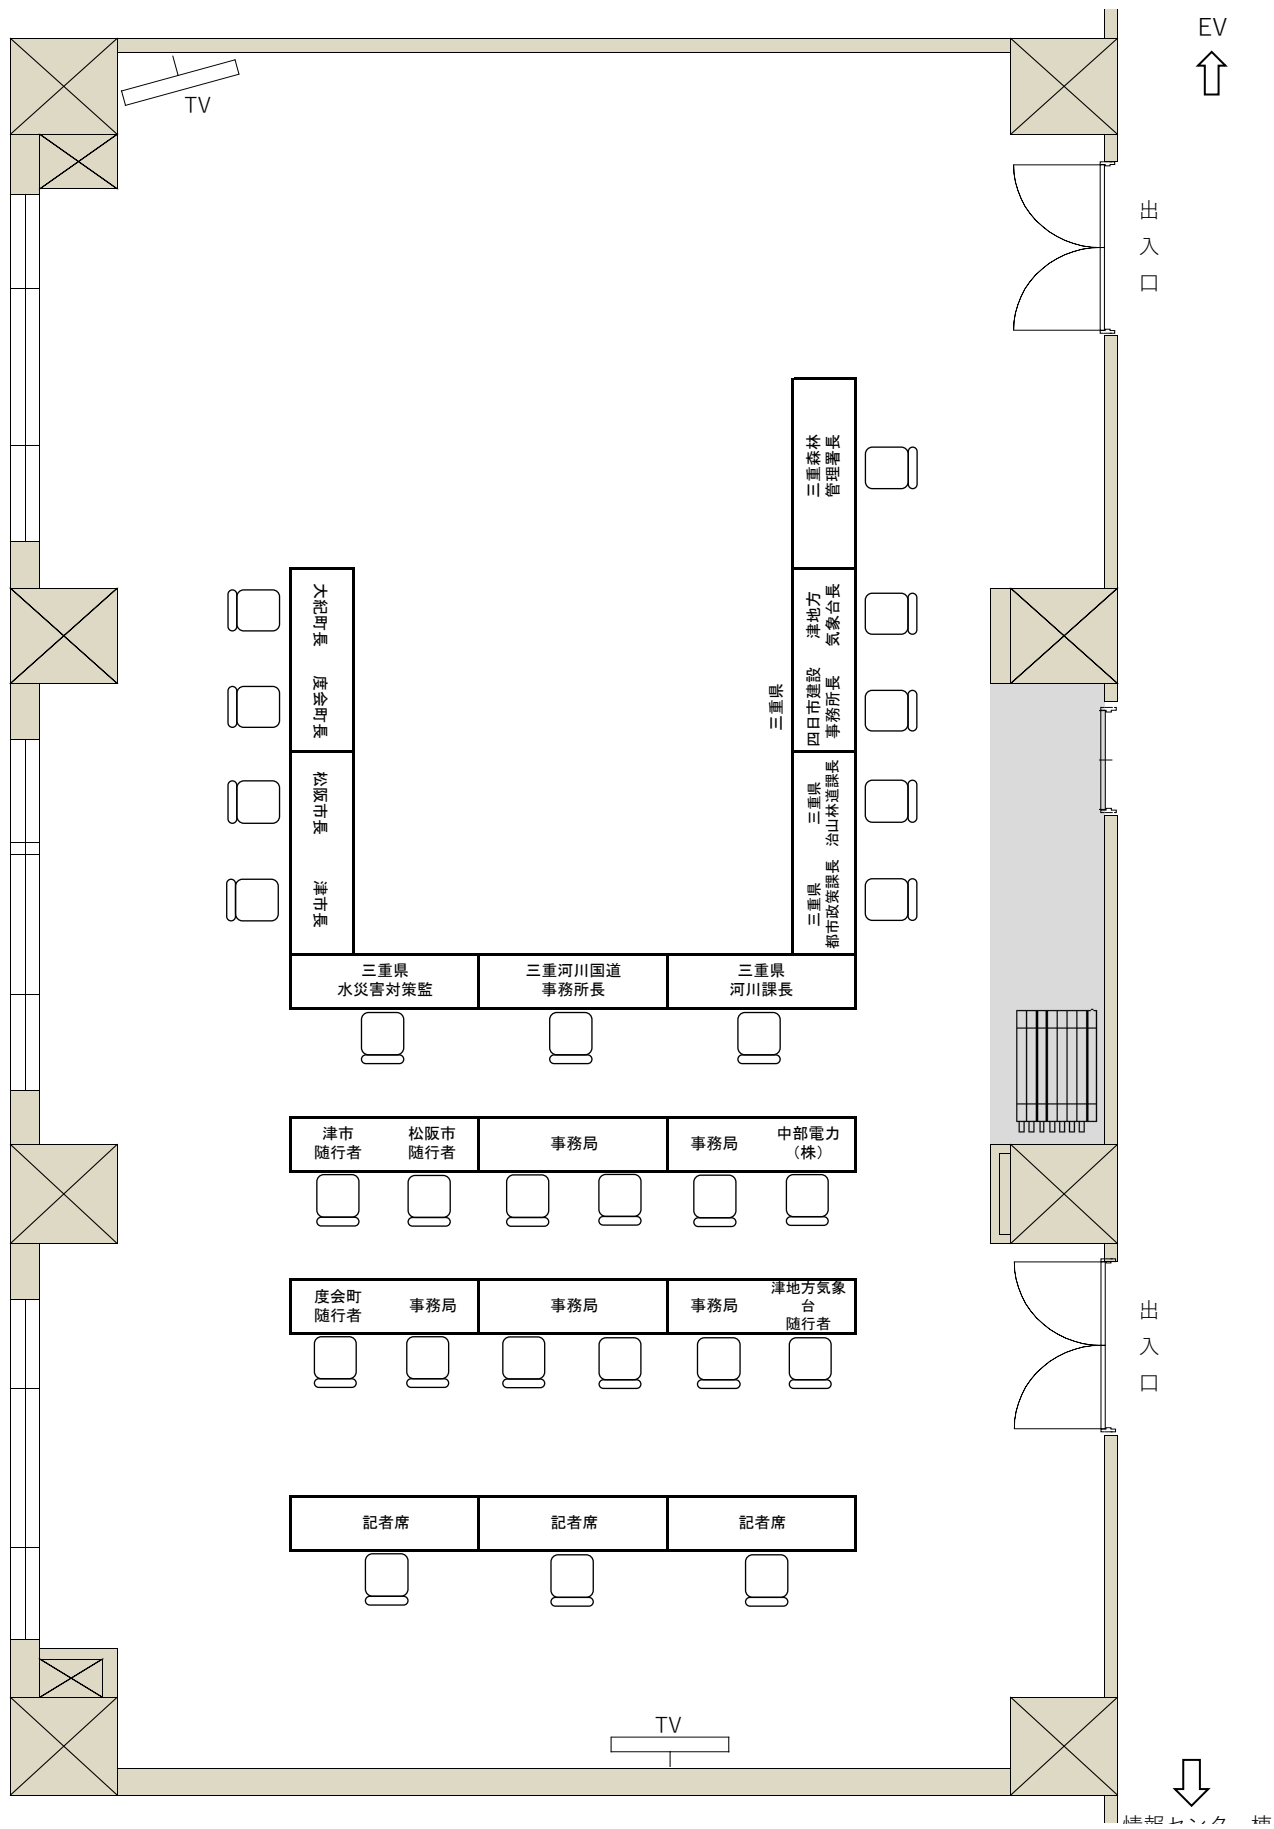 EV
TV
出
入
口
三重森林
管理署長
津地方
気象台長
三重県
四日市建設
事務所長
三重県
治山林道課長
三重県
都市政策課長
大紀町長
度会町長
松阪市長
津市長
三重県
水災害対策監
三重河川国道
事務所長
三重県
河川課長
津市
随行者
松阪市
随行者
事務局
事務局
中部電力
（株）
度会町
随行者
事務局
事務局
事務局
津地方気象
台
随行者
出
入
口
記者席
記者席
記者席
TV
情報センター棟